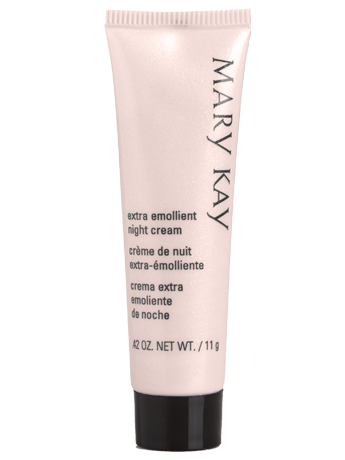 MARY KAY
extra emollient
night cream
crème de nuit
extra-émolliente
crema extra
emoliente
de noche
.42 OZ. NET WT. / 11 g